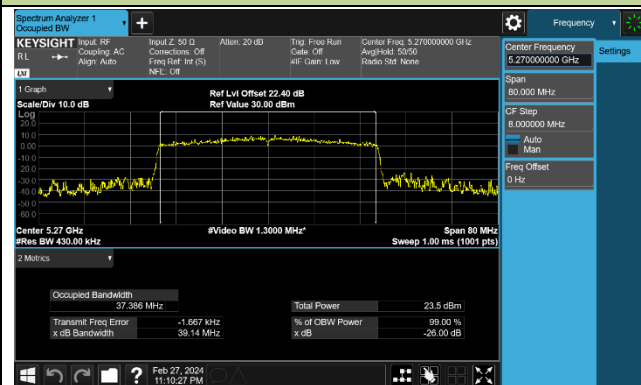 Spectrum Analyzer 1
Occupied BW
Frequency
KEYSIGHT
Input: RF
Coupling: AC
Align: Auto
RL
LXI
Input Z: 50 Ω
Corrections: Off
Freq Ref: Int (S)
NFE: Off
Atten: 20 dB
Trig: Free Run
Gate: Off
#IF Gain: Low
Center Freq: 5.270000000 GHz
Avg|Hold: 50/50
Radio Std: None
Center Frequency
5.270000000 GHz
Settings
Span
80.000 MHz
CF Step
8.000000 MHz
Auto
Man
Freq Offset
0 Hz
1 Graph
Scale/Div 10.0 dB
Ref Lvl Offset 22.40 dB
Ref Value 30.00 dBm
Log
20.0
10.0
0.00
-10.0
-20.0
-30.0
-40.0
-50.0
-60.0
Center 5.27 GHz
#Video BW 1.3000 MHz*
Span 80 MHz
#Res BW 430.00 kHz
Sweep 1.00 ms (1001 pts)
2 Metrics
Occupied Bandwidth
37.386 MHz
Total Power
23.5 dBm
Transmit Freq Error
-1.667 kHz
% of OBW Power
99.00 %
x dB Bandwidth
39.14 MHz
x dB
-26.00 dB
?
Feb 27, 2024
11:10:27 PM